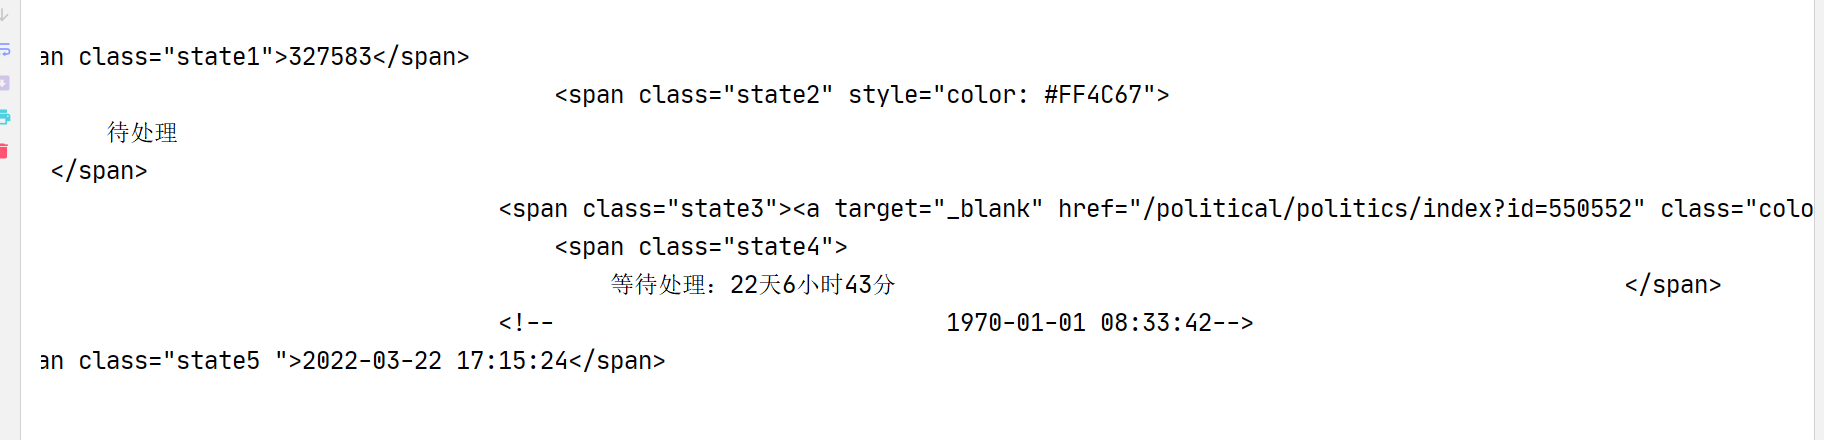 an class="state1">327583</span>
<span class="state2" style="color: #FF4C67">
待处理
</span>
<span class="state3"><a target="_blank" href="/political/politics/index?id=550552" class="colo
<span class="state4">
等待处理：22天6小时43分 </span>
<!-- 1970-01-01 08:33:42-->
an class="state5 ">2022-03-22 17:15:24</span>